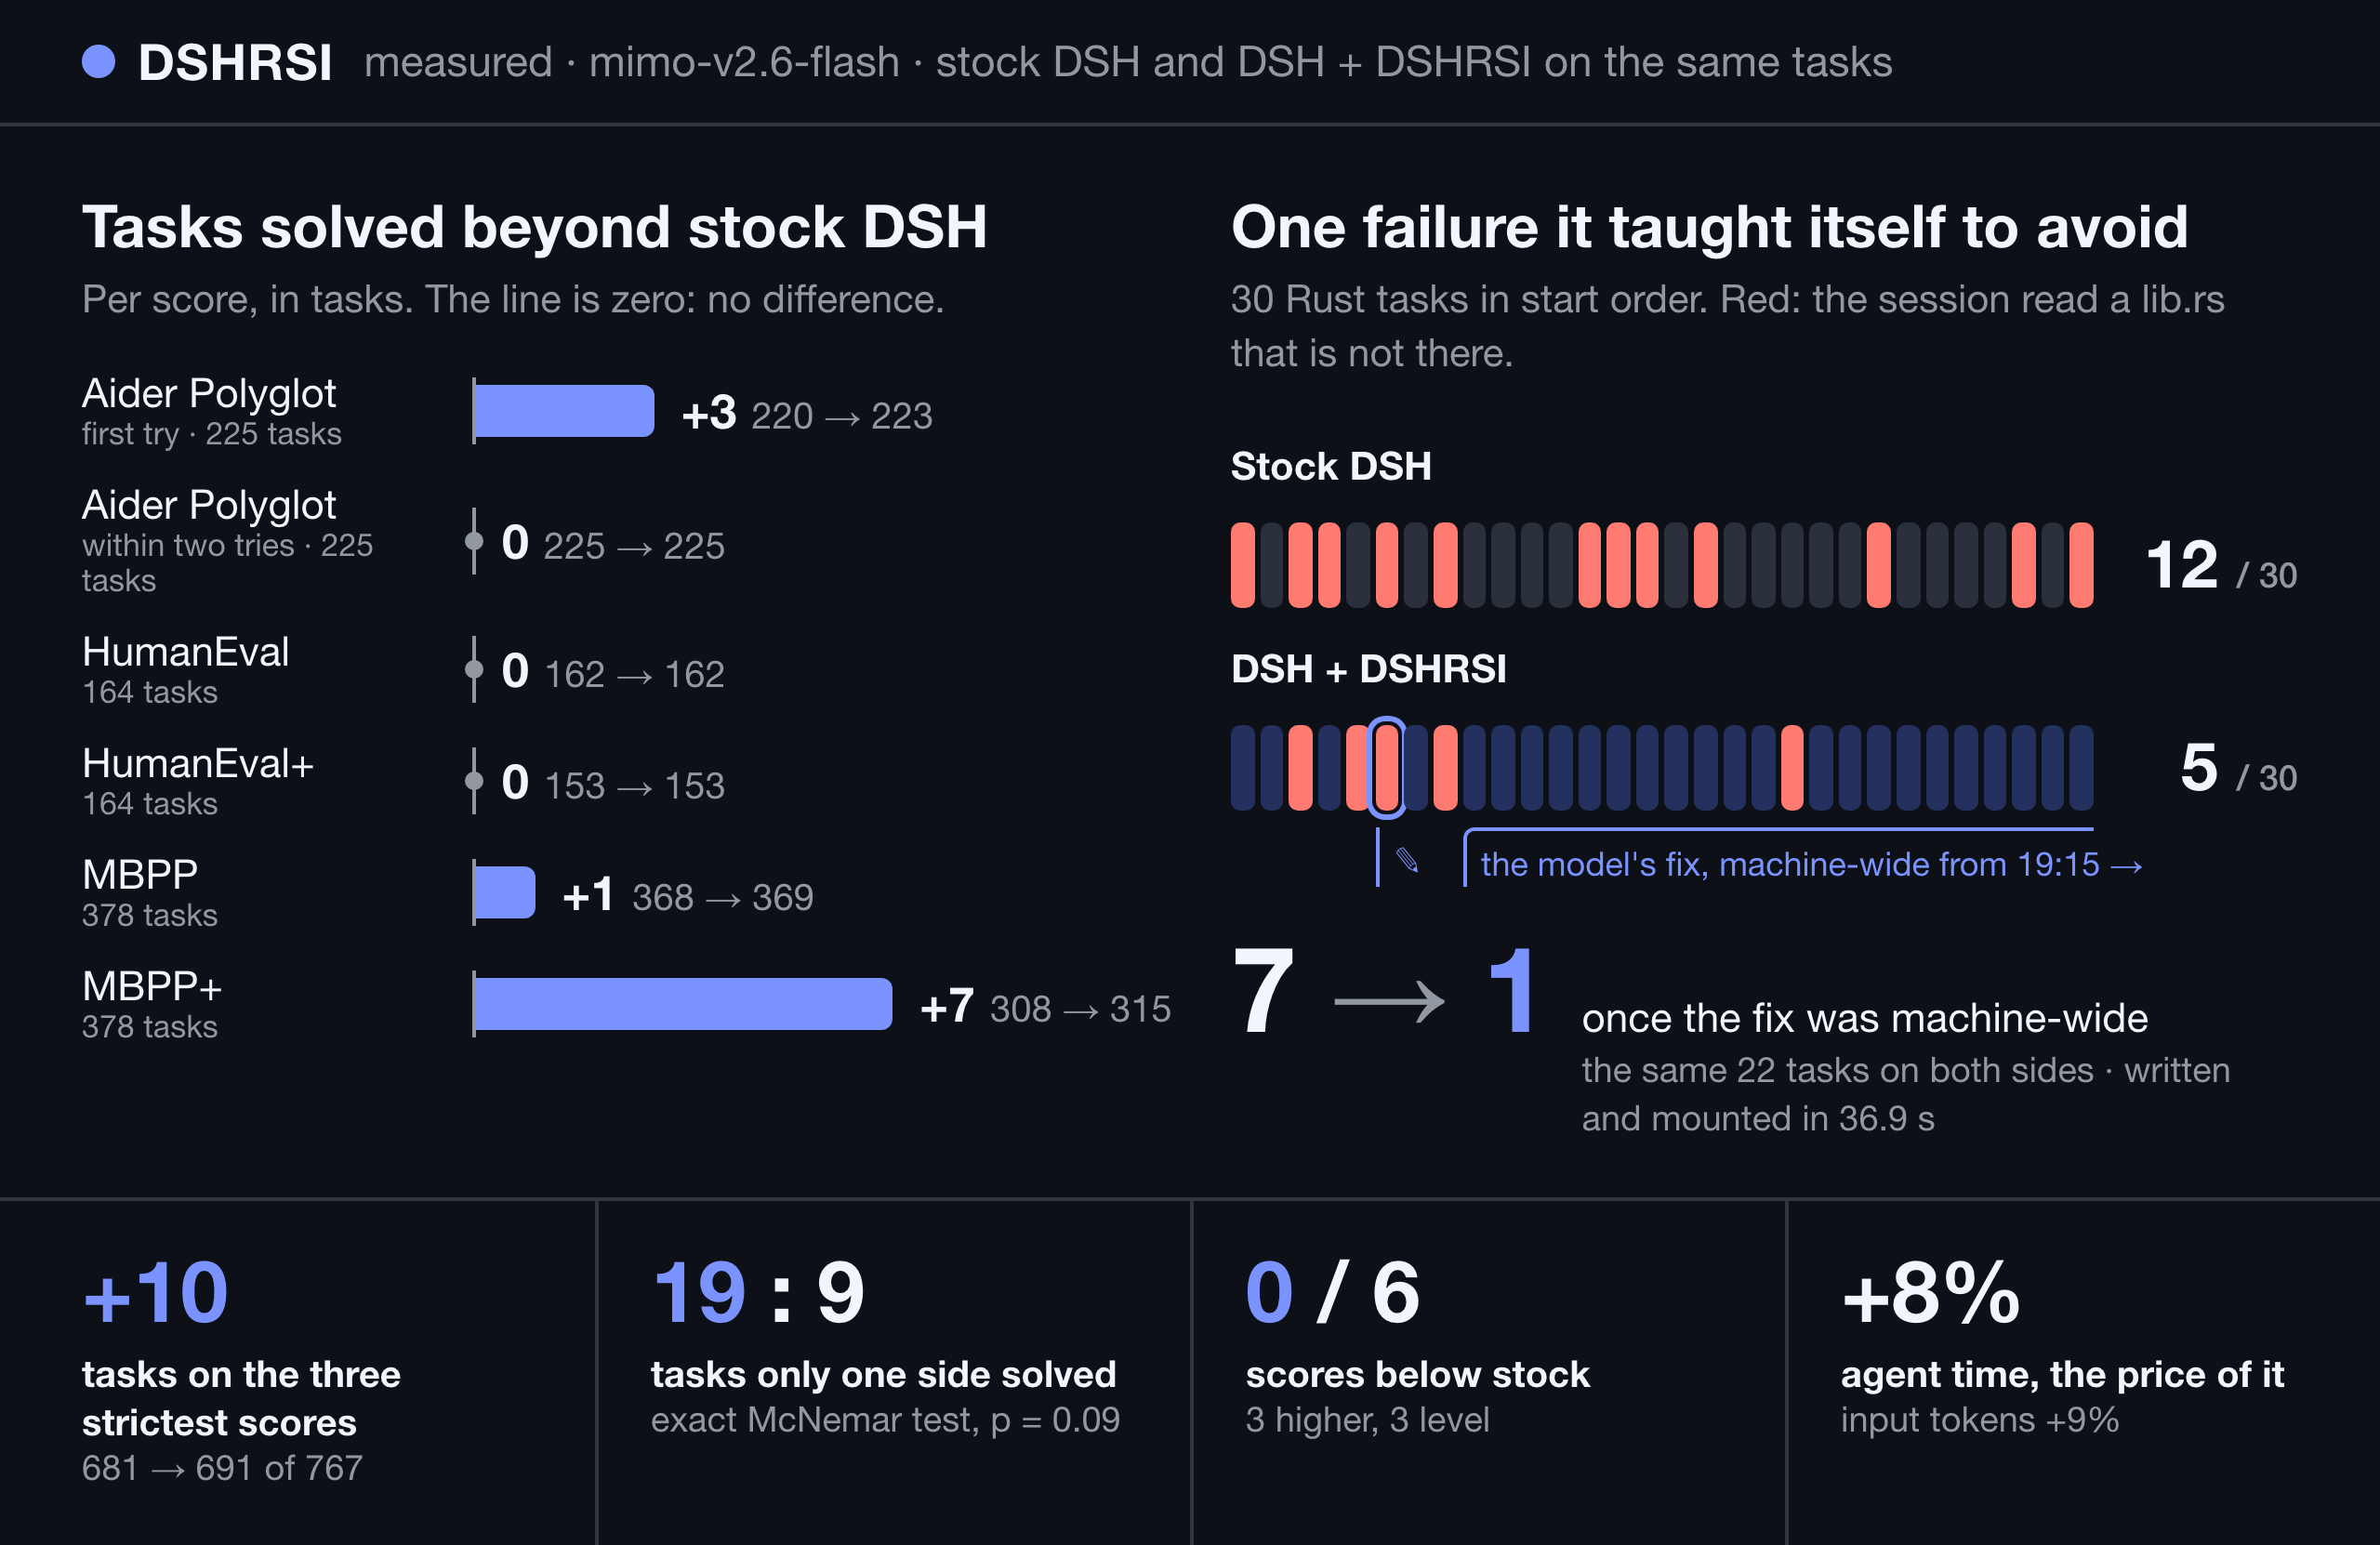 DSHRSI measured · mimo-v2.6-flash · stock DSH and DSH + DSHRSI on the same tasks
Tasks solved beyond stock DSH
Per score, in tasks. The line is zero: no difference.
Aider Polyglot
first try · 225 tasks
+3 220 → 223
Aider Polyglot
within two tries · 225
tasks
0 225 → 225
HumanEval
164 tasks
0 162 → 162
HumanEval+
164 tasks
0 153 → 153
MBPP
378 tasks
+1 368 → 369
MBPP+
378 tasks
+7 308 → 315
One failure it taught itself to avoid
30 Rust tasks in start order. Red: the session read a lib.rs
that is not there.
Stock DSH
12 / 30
DSH + DSHRSI
5 / 30
✎ the model's fix, machine-wide from 19:15 →
7 → 1 once the fix was machine-wide
the same 22 tasks on both sides · written
and mounted in 36.9 s
+10
tasks on the three
strictest scores
681 → 691 of 767
19 : 9
tasks only one side solved
exact McNemar test, p = 0.09
0 / 6
scores below stock
3 higher, 3 level
+8%
agent time, the price of it
input tokens +9%